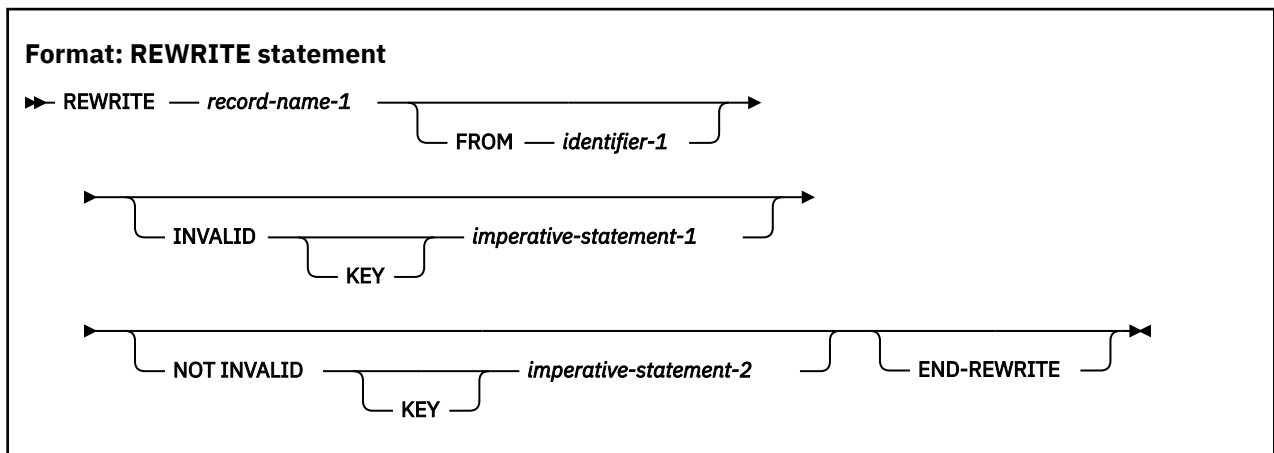 Format: REWRITE statement
REWRITE record-name-1
FROM identifier-1
INVALID imperative-statement-1
KEY
NOT INVALID imperative-statement-2 END-REWRITE
KEY